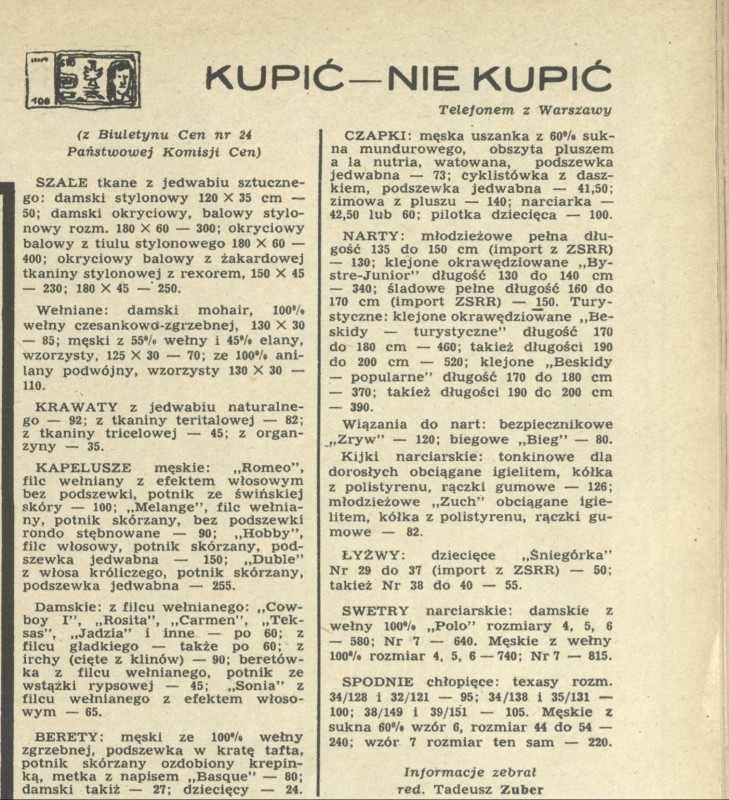 100
KUPIĆ—NIE KUPIĆ
Telefonem z Warszawy
(z Biuletynu Cen nr 24
Państwowej Komisji Cen)
SZALE tkane z jedwabiu sztuczne-
go: damski stylonowy 120 X 35 cm —
50; damski okryciowy, balowy stylo-
nowy rozm. 180 X 60 — 300; okryciowy
balowy z tiulu stylonowego 180 X 60 —
400; okryciowy balowy z żakardowej
tkaniny stylonowej z rexorem, 150 X 45
— 230; 180 X 45 — 250.
Wełniane: damski mohair, 100%
wełny czesankowo-zgrzebnej, 130 X 30
— 85; męski z 55% wełny i 45% elany,
wzorzysty, 125 X 30 — 70; ze 100% ani-
lany podwójny, wzorzysty 130 X 30 —
110.
KRAWATY z jedwabiu naturalne-
go — 92; z tkaniny teritalowej — 82;
z tkaniny tricelowej — 45; z organ-
zyny — 35.
KAPELUSZE męskie: „Romeo",
filc wełniany z efektem włosowym
bez podszewki, potnik ze świńskiej
skóry — 100; „Melange", filc wełnia-
ny, potnik skórzany, bez podszewki
rondo stębnowane — 90; „Hobby",
filc włosowy, potnik skórzany, pod-
szewka jedwabna — 150; „Duble"
z włosa króliczego, potnik skórzany,
podszewka jedwabna — 255.
Damskie: z filcu wełnianego: „Cow-
boy I", „Rosita", „Carmen", „Tek-
sas", „Jadzia" i inne — po 60; z
filcu gładkiego — także po 60; z
irchy (cięte z klinów) — 90; beretów-
ka z filcu wełnianego, potnik ze
wstążki rypsowej — 45; „Sonia" z
filcu wełnianego z efektem włoso-
wym — 65.
BERETY: męski ze 100% wełny
zgrzebnej, podszewka w kratę tafta,
potnik skórzany ozdobiony krepin-
ką, metka z napisem „Basque" — 80;
damski takiż — 27; dziecięcy — 24.
CZAPKI: męska uszanka z 60% suk-
na mundurowego, obszyta pluszem
a la nutria, watowana, podszewka
jedwabna — 73; cyklistówka z dasz-
kiem, podszewka jedwabna — 41,50;
zimowa z pluszu — 140; narciarka —
42,50 lub 60; pilotka dziecięca — 100.
NARTY: młodzieżowe pełna dłu-
gość 135 do 150 cm (import z ZSRR)
— 130; klejone okrawędziowane „By-
stre-Junior" długość 130 do 140 cm
— 340; śladowe pełne długość 160 do
170 cm (import ZSRR) — 150. Tury-
styczne: klejone okrawędziowane „Be-
skidy — turystyczne" długość 170
do 180 cm — 460; takież długości 190
do 200 cm — 520; klejone „Beskidy
— popularne" długość 170 do 180 cm
— 370; takież długości 190 do 200 cm
— 390.
Wiązania do nart: bezpiecznikowe
„Zryw" — 120; biegowe „Bieg" — 80.
Kijki narciarskie: tonkinowe dla
dorosłych obciągane igielitem, kółka
z polistyrenu, rączki gumowe — 126;
młodzieżowe „Zuch" obciągane igie-
litem, kółka z polistyrenu, rączki gu-
mowe — 82.
ŁYŻWY: dziecięce „Śniegórka"
Nr 29 do 37 (import z ZSRR) — 50;
takież Nr 38 do 40 — 55.
SWETRY narciarskie: damskie z
wełny 100% „Polo" rozmiary 4, 5, 6
— 580; Nr 7 — 640. Męskie z wełny
100% rozmiar 4, 5, 6 — 740; Nr 7 — 815.
SPODNIE chłopięce: texasy rozm.
34/128 i 32/121 — 95; 34/138 i 35/131 —
100; 38/149 i 39/151 — 105. Męskie z
sukna 60% wzór 6, rozmiar 44 do 54 —
240; wzór 7 rozmiar ten sam — 220.
Informacje zebrał
red. Tadeusz Zuber